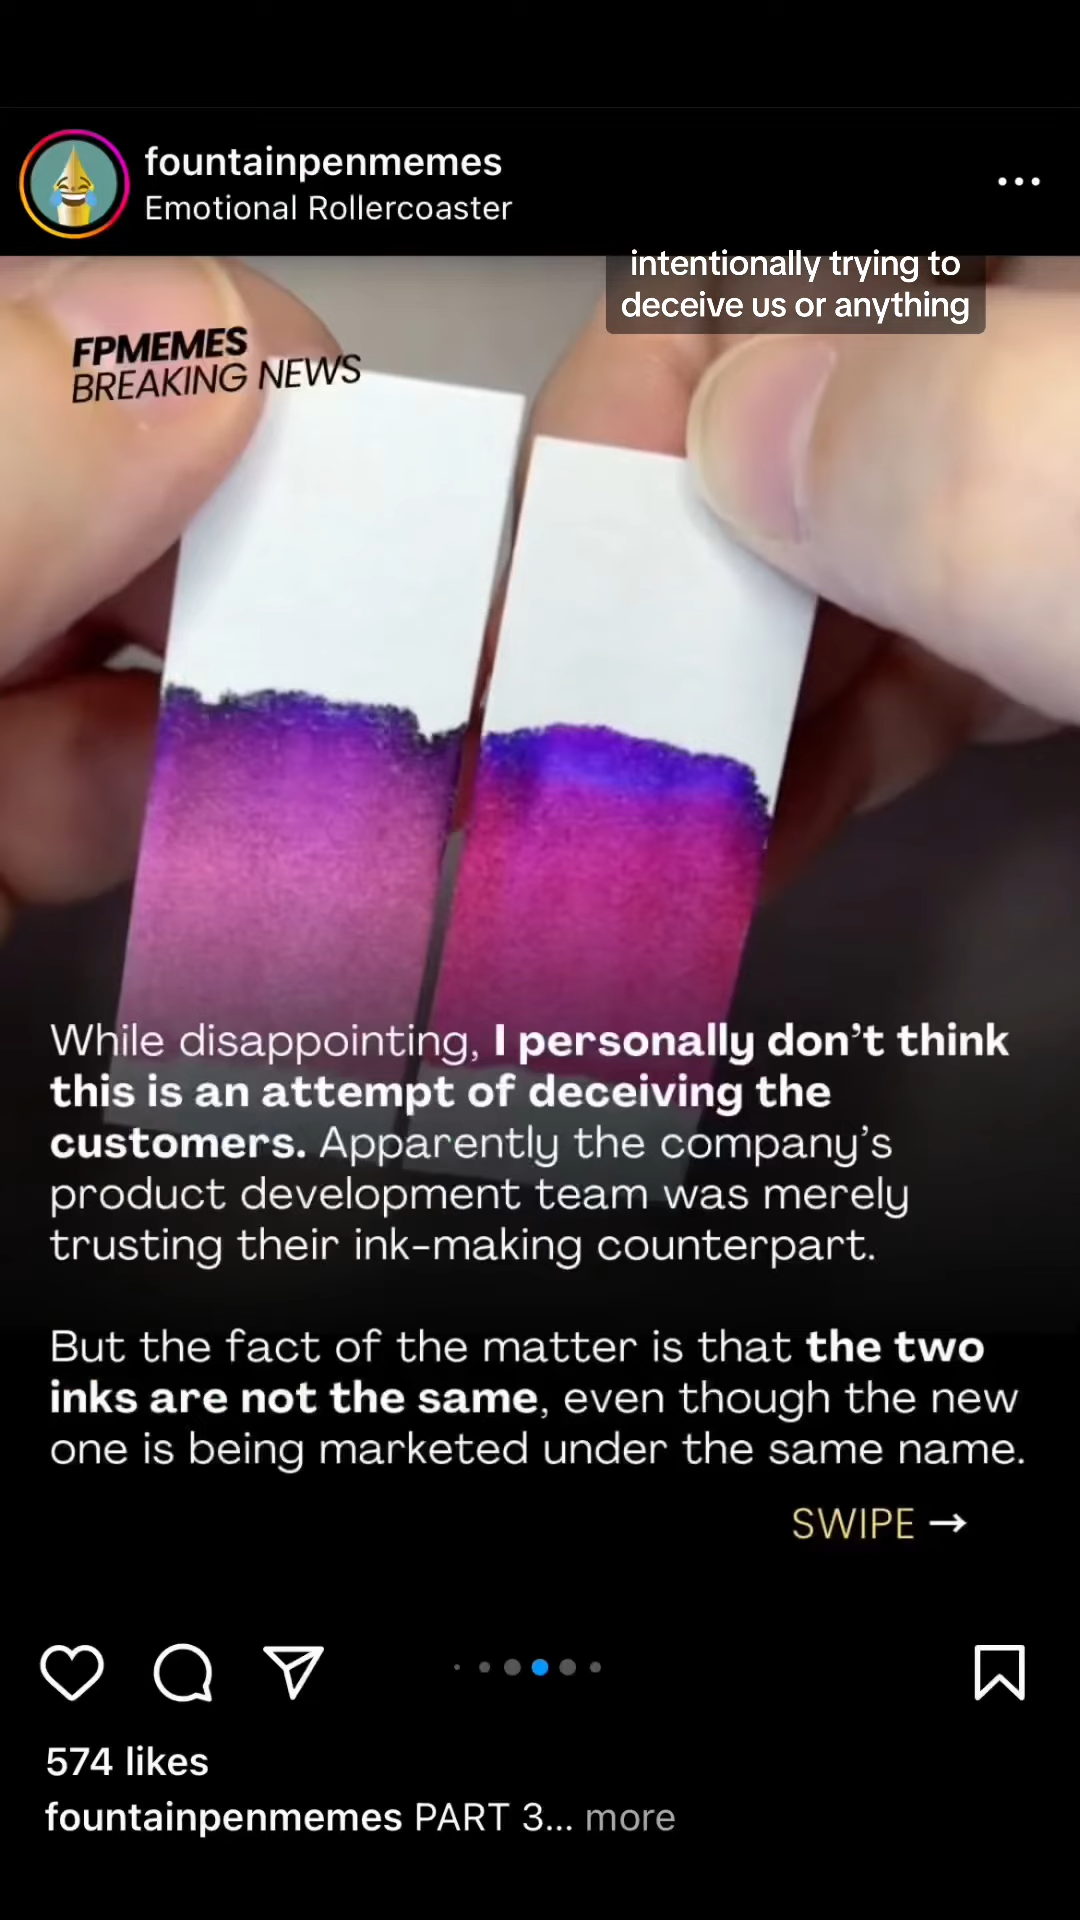 fountainpenmemes
Emotional Rollercoaster
intentionally trying to
deceive us or anything
FPMEMES
BREAKING NEWS
While disappointing, I personally don’t think
this is an attempt of deceiving the
customers. Apparently the company’s
product development team was merely
trusting their ink-making counterpart.
But the fact of the matter is that the two
inks are not the same, even though the new
one is being marketed under the same name.
SWIPE →
574 likes
fountainpenmemes PART 3... more